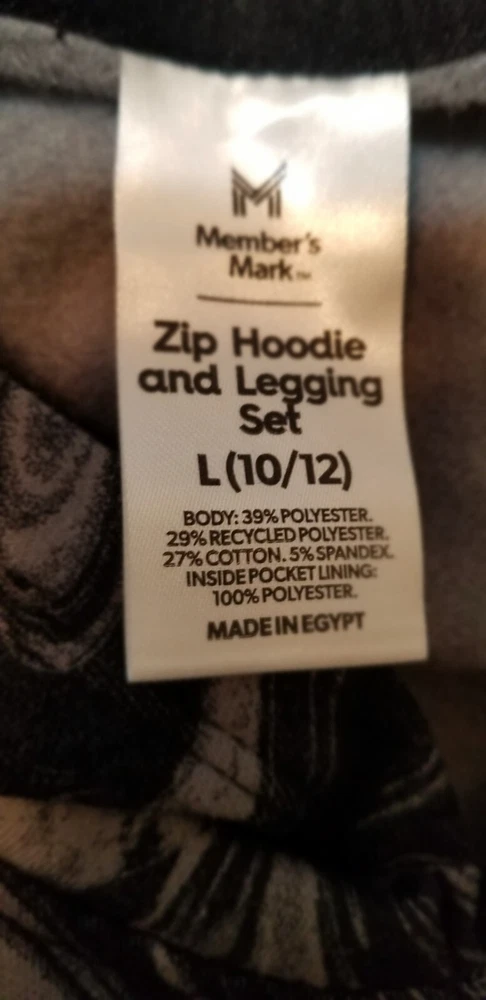 M
Member's
Mark™
Zip Hoodie
and Legging
Set
L (10/12)
BODY: 39% POLYESTER.
29% RECYCLED POLYESTER.
27% COTTON. 5% SPANDEX.
INSIDE POCKET LINING:
100% POLYESTER.
MADE IN EGYPT